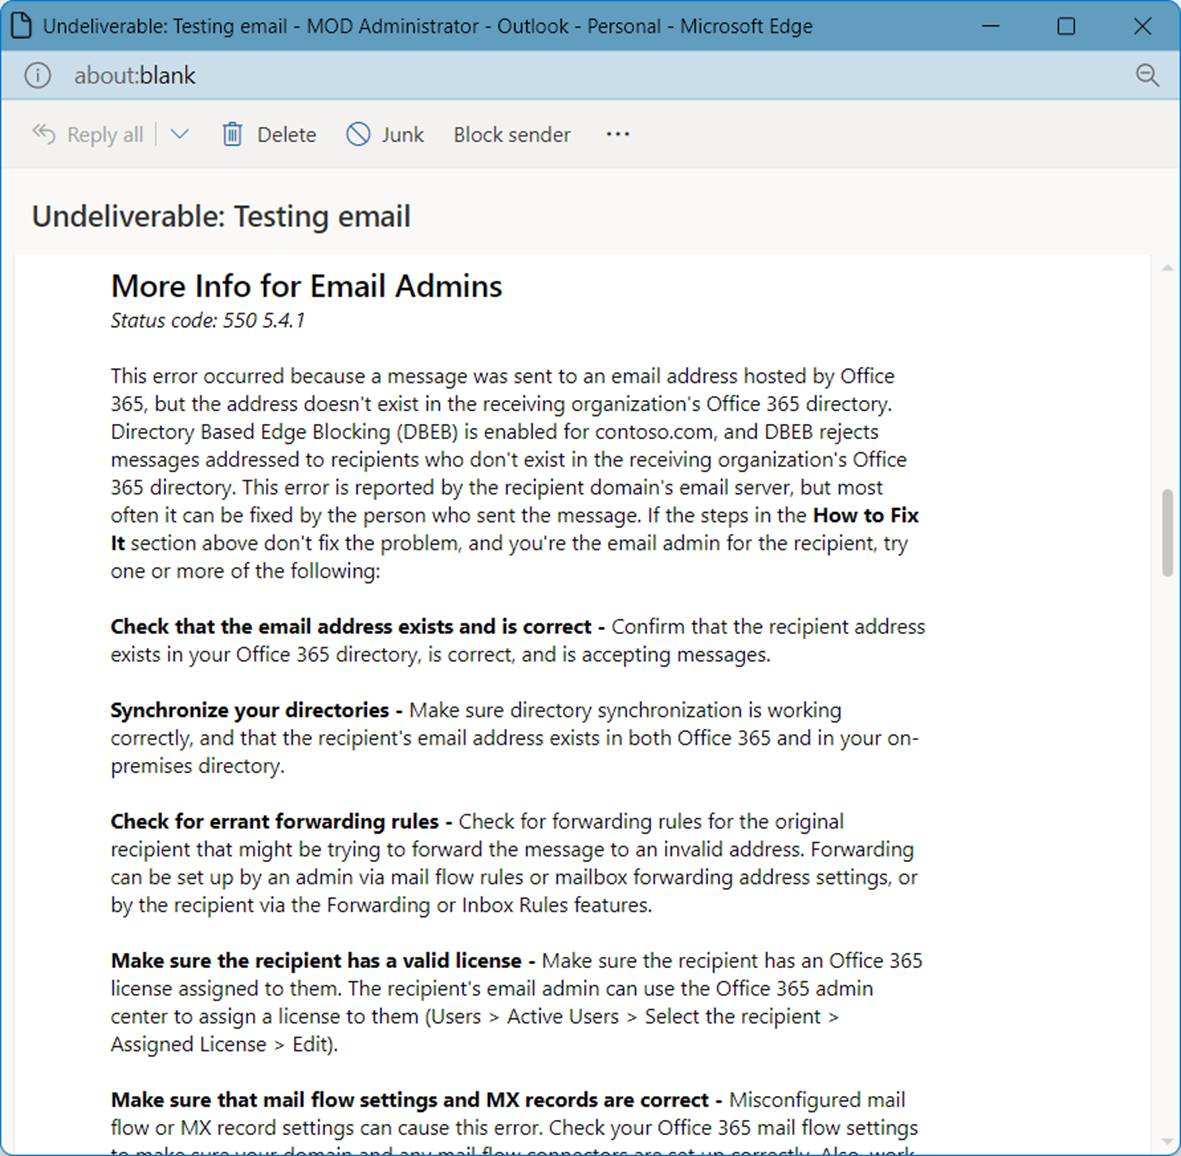 Undeliverable: Testing email - MOD Administrator - Outlook - Personal - Microsoft Edge
about:blank
Reply all Delete Junk Block sender ···
Undeliverable: Testing email
More Info for Email Admins
Status code: 550 5.4.1
This error occurred because a message was sent to an email address hosted by Office
365, but the address doesn't exist in the receiving organization's Office 365 directory.
Directory Based Edge Blocking (DBEB) is enabled for contoso.com, and DBEB rejects
messages addressed to recipients who don't exist in the receiving organization's Office
365 directory. This error is reported by the recipient domain's email server, but most
often it can be fixed by the person who sent the message. If the steps in the How to Fix
It section above don't fix the problem, and you're the email admin for the recipient, try
one or more of the following:
Check that the email address exists and is correct - Confirm that the recipient address
exists in your Office 365 directory, is correct, and is accepting messages.
Synchronize your directories - Make sure directory synchronization is working
correctly, and that the recipient's email address exists in both Office 365 and in your on-
premises directory.
Check for errant forwarding rules - Check for forwarding rules for the original
recipient that might be trying to forward the message to an invalid address. Forwarding
can be set up by an admin via mail flow rules or mailbox forwarding address settings, or
by the recipient via the Forwarding or Inbox Rules features.
Make sure the recipient has a valid license - Make sure the recipient has an Office 365
license assigned to them. The recipient's email admin can use the Office 365 admin
center to assign a license to them (Users > Active Users > Select the recipient >
Assigned License > Edit).
Make sure that mail flow settings and MX records are correct - Misconfigured mail
flow or MX record settings can cause this error. Check your Office 365 mail flow settings
to make sure your domain and any mail flow connectors are set up correctly. Also, work